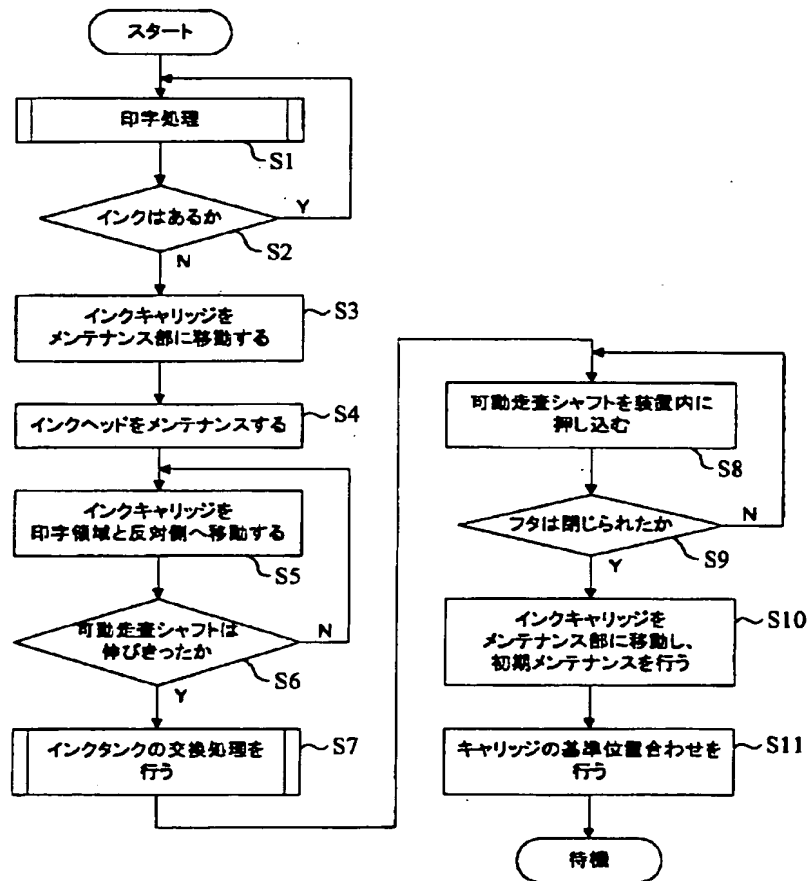 スタート
印字処理
S1
インクはあるか
Y
S2
N
インクキャリッジを
メンテナンス部に移動する
S3
インクヘッドをメンテナンスする
S4
インクキャリッジを
印字領域と反対側へ移動する
S5
可動走査シャフトは
伸びきったか
N
S6
Y
インクタンクの交換処理を
行う
S7
可動走査シャフトを装置内に
押し込む
S8
フタは閉じられたか
N
S9
Y
インクキャリッジを
メンテナンス部に移動し、
初期メンテナンスを行う
S10
キャリッジの基準位置合わせを
行う
S11
待機